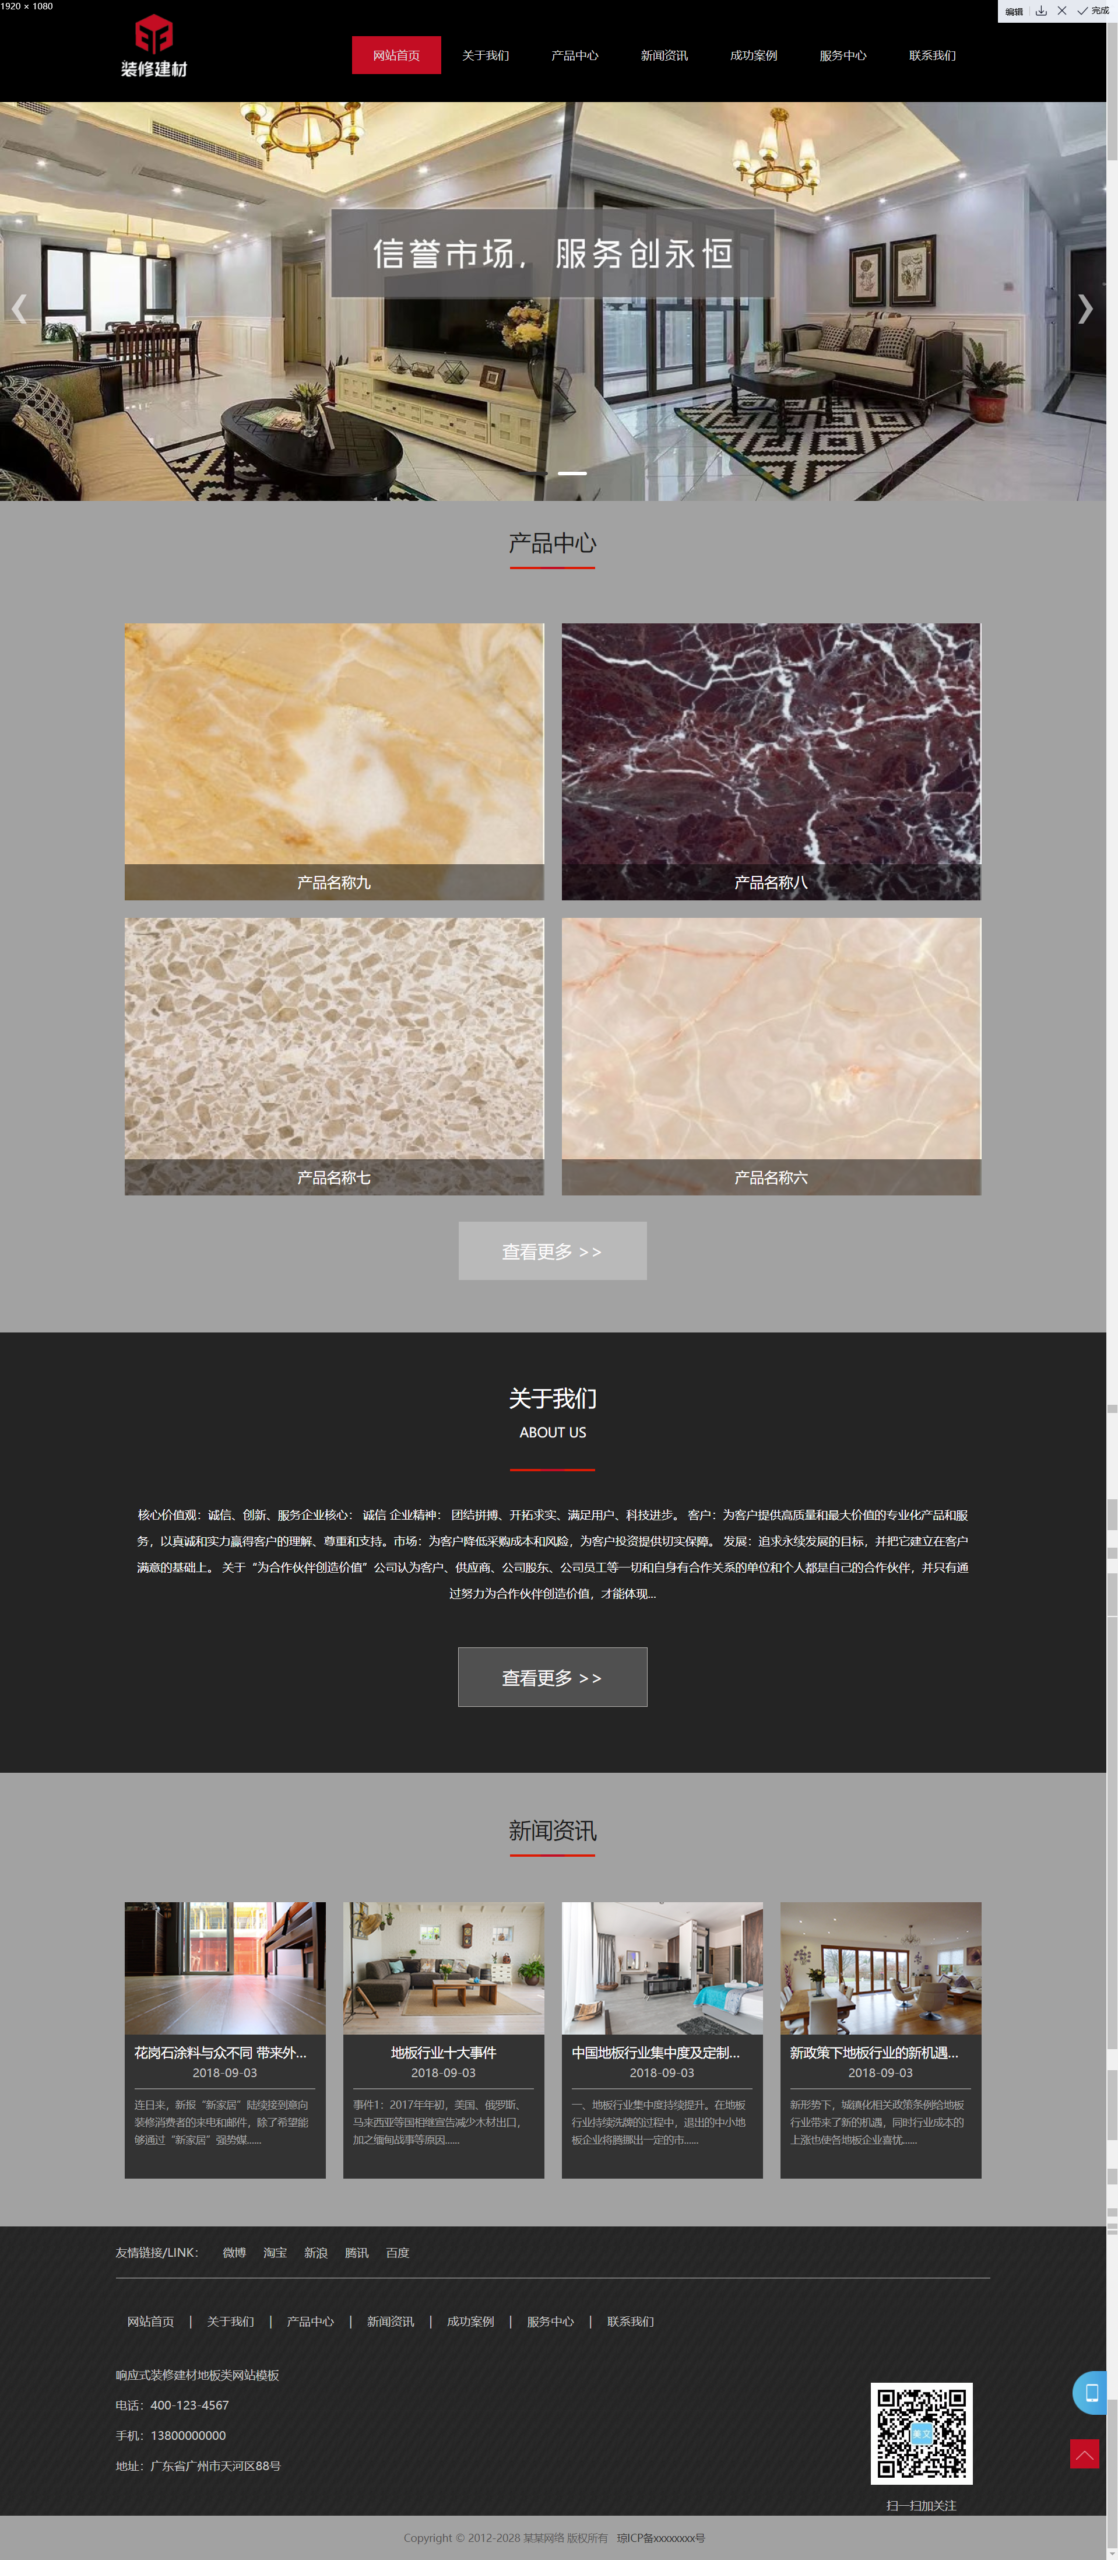 1920 × 1080
编辑
完成
装修建材
网站首页 关于我们 产品中心 新闻资讯 成功案例 服务中心 联系我们
信誉市场，服务创永恒
产品中心
产品名称九
产品名称八
产品名称七
产品名称六
查看更多 >>
关于我们
ABOUT US
核心价值观：诚信、创新、服务企业核心： 诚信 企业精神： 团结拼搏、开拓求实、满足用户、科技进步。 客户：为客户提供高质量和最大价值的专业化产品和服
务，以真诚和实力赢得客户的理解、尊重和支持。市场：为客户降低采购成本和风险，为客户投资提供切实保障。 发展：追求永续发展的目标，并把它建立在客户
满意的基础上。 关于“为合作伙伴创造价值”公司认为客户、供应商、公司股东、公司员工等一切和自身有合作关系的单位和个人都是自己的合作伙伴，并只有通
过努力为合作伙伴创造价值，才能体现...
查看更多 >>
新闻资讯
花岗石涂料与众不同 带来外...
2018-09-03
连日来，新报“新家居”陆续接到意向
装修消费者的来电和邮件，除了希望能
够通过“新家居”强势媒......
地板行业十大事件
2018-09-03
事件1：2017年年初，美国、俄罗斯、
马来西亚等国相继宣告减少木材出口，
加之缅甸战事等原因......
中国地板行业集中度及定制...
2018-09-03
一、地板行业集中度持续提升。在地板
行业持续洗牌的过程中，退出的中小地
板企业将腾挪出一定的市......
新政策下地板行业的新机遇...
2018-09-03
新形势下，城镇化相关政策条例给地板
行业带来了新的机遇，同时行业成本的
上涨也使各地板企业喜忧......
友情链接/LINK： 微博 淘宝 新浪 腾讯 百度
网站首页 | 关于我们 | 产品中心 | 新闻资讯 | 成功案例 | 服务中心 | 联系我们
响应式装修建材地板类网站模板
电话：400-123-4567
手机：13800000000
地址：广东省广州市天河区88号
扫一扫加关注
Copyright © 2012-2028 某某网络 版权所有 琼ICP备xxxxxxxx号